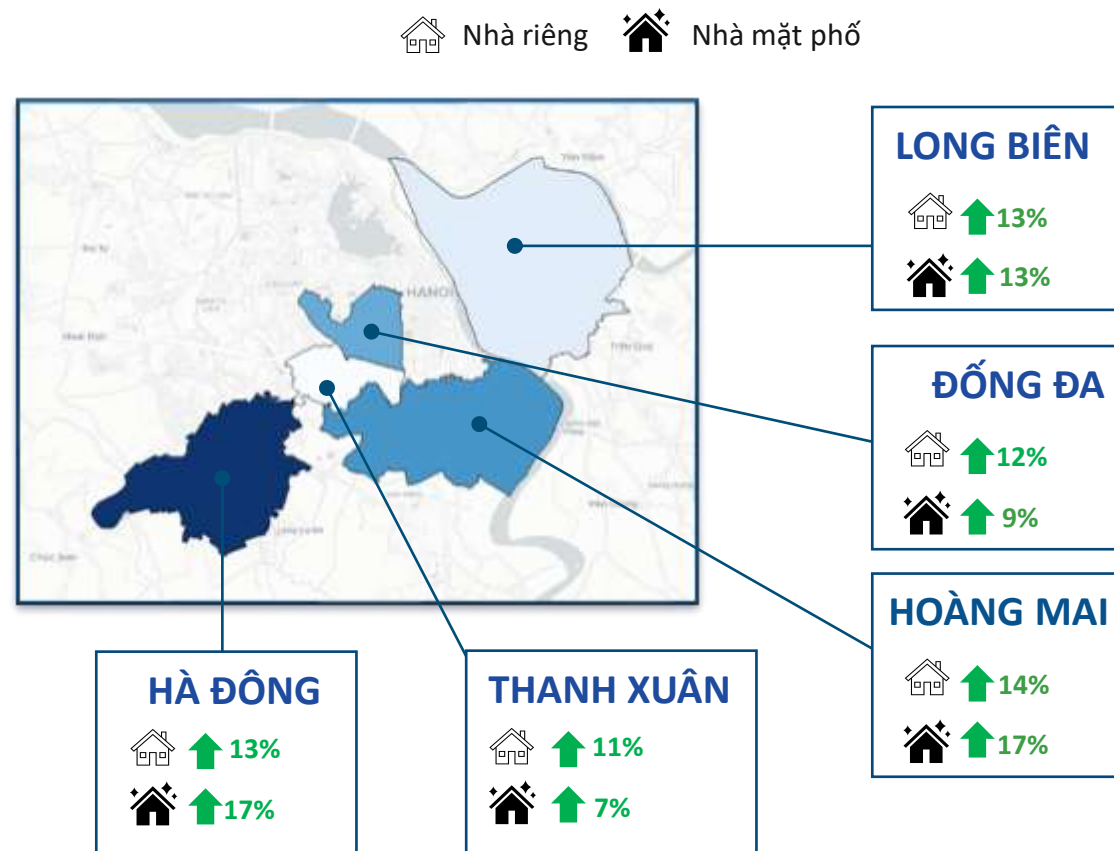 Nhà riêng
Nhà mặt phố
HANOI
LONG BIÊN
13%
13%
ĐỐNG ĐA
12%
9%
HOÀNG MAI
14%
17%
HÀ ĐÔNG
13%
17%
THANH XUÂN
11%
7%